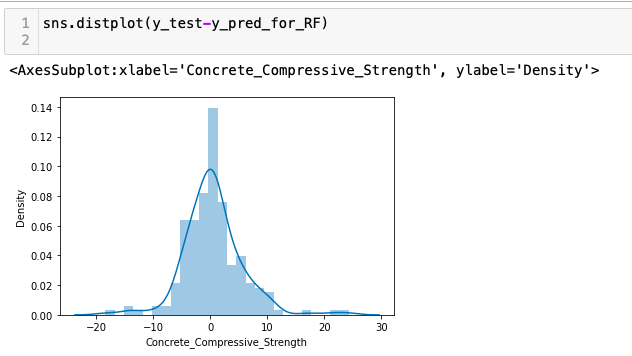 1 sns.distplot(y_test-y_pred_for_RF)
2
<AxesSubplot:xlabel='Concrete_Compressive_Strength', ylabel='Density'>
0.14
0.12
0.10
0.08
0.06
0.04
0.02
0.00
Density
−20 −10 0 10 20 30
Concrete_Compressive_Strength